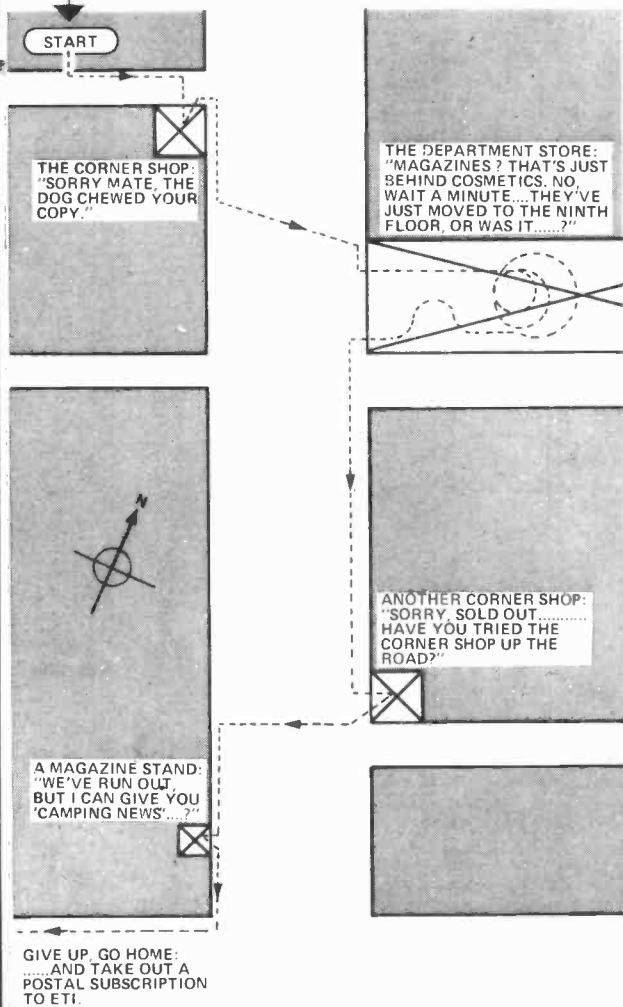 START
THE CORNER SHOP:
"SORRY MATE, THE
DOG CHEWED YOUR
COPY."
THE DEPARTMENT STORE:
"MAGAZINES? THAT'S JUST
BEHIND COSMETICS. NO,
WAIT A MINUTE....THEY'VE
JUST MOVED TO THE NINTH
FLOOR, OR WAS IT......?"
N
ANOTHER CORNER SHOP:
"SORRY, SOLD OUT..........
HAVE YOU TRIED THE
CORNER SHOP UP THE
ROAD?"
A MAGAZINE STAND:
"WE'VE RUN OUT,
BUT I CAN GIVE YOU
'CAMPING NEWS'....?"
GIVE UP, GO HOME:
......AND TAKE OUT A
POSTAL SUBSCRIPTION
TO ETI.